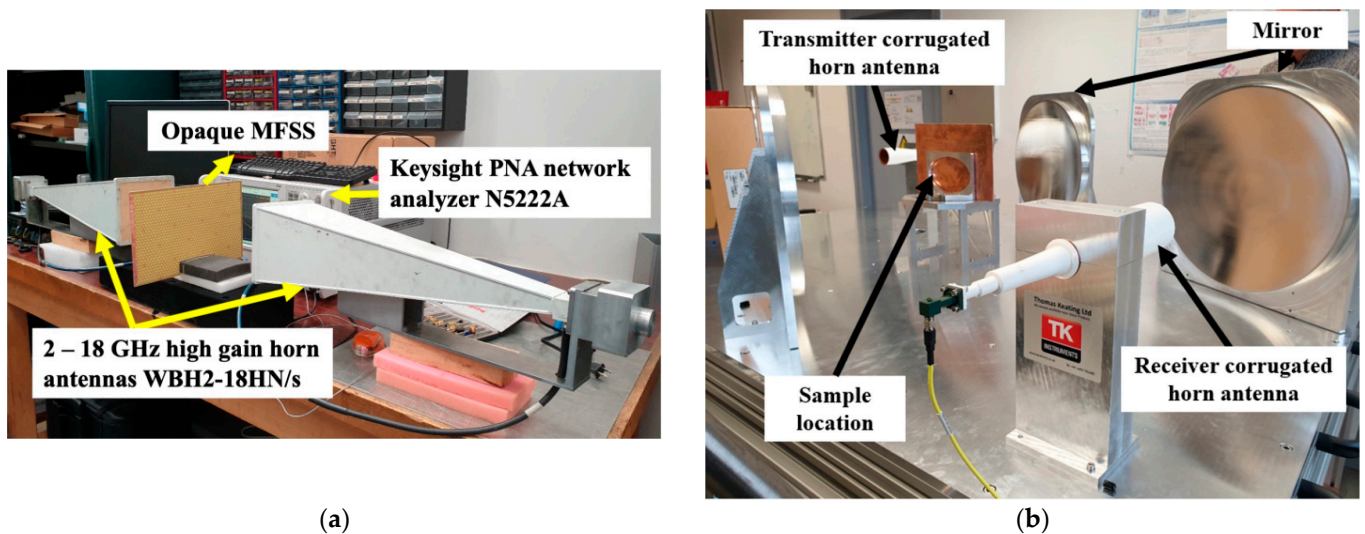 Opaque MFSS
Keysight PNA network
analyzer N5222A
2 – 18 GHz high gain horn
antennas WBH2-18HN/s
(a)
Transmitter corrugated
horn antenna
Mirror
Thomas Keating Ltd
TK
INSTRUMENTS
Sample
location
Receiver corrugated
horn antenna
(b)